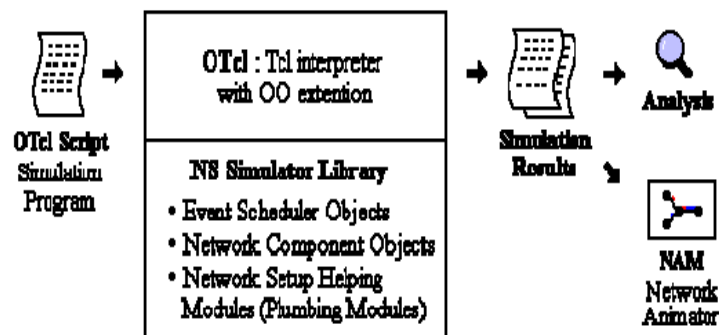 OTcl Script
Simulation
Program
OTcl : Tcl interpreter
with OO extention
NS Simulator Library
• Event Scheduler Objects
• Network Component Objects
• Network Setup Helping
Modules (Plumbing Modules)
Simulation
Results
Analysis
NAM
Network
Animator